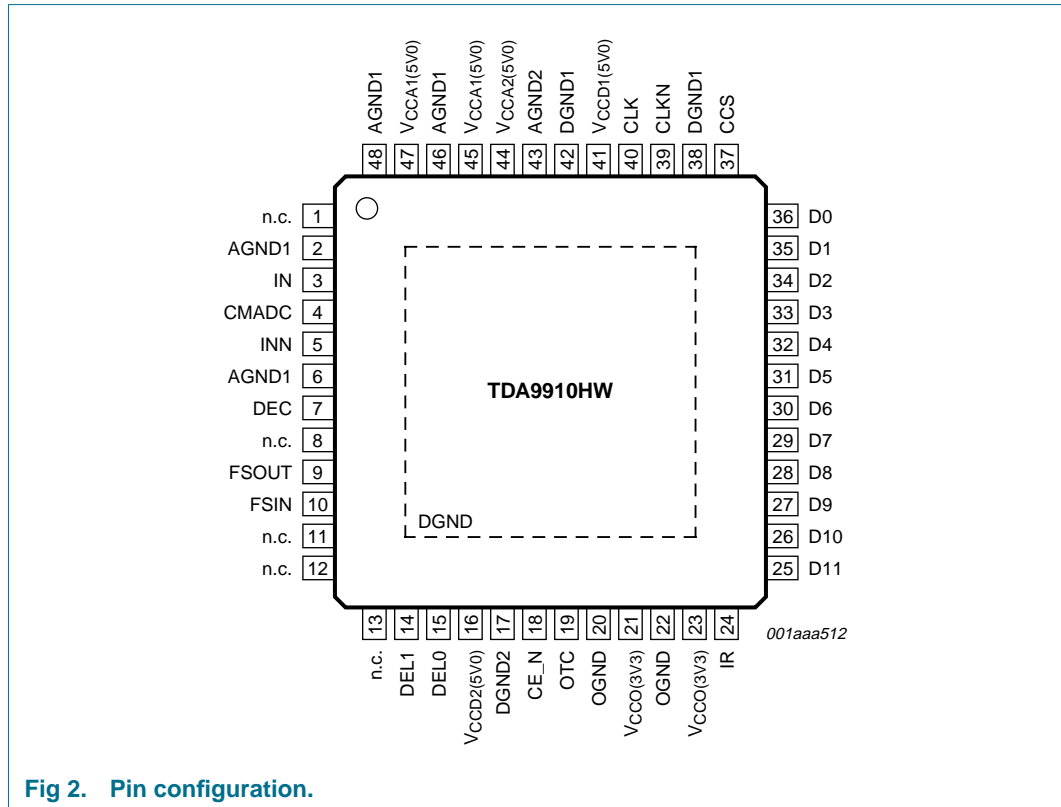 AGND1
VCCA1(5V0)
AGND1
VCCA1(5V0)
VCCA2(5V0)
AGND2
DGND1
VCCD1(5V0)
CLK
CLKN
DGND1
CCS
48
47
46
45
44
43
42
41
40
39
38
37
n.c. 1
AGND1 2
IN 3
CMADC 4
INN 5
AGND1 6
DEC 7
n.c. 8
FSOUT 9
FSIN 10
n.c. 11
n.c. 12
TDA9910HW
DGND
36 D0
35 D1
34 D2
33 D3
32 D4
31 D5
30 D6
29 D7
28 D8
27 D9
26 D10
25 D11
13
14
15
16
17
18
19
20
21
22
23
24
n.c.
DEL1
DEL0
VCCD2(5V0)
DGND2
CE_N
OTC
OGND
VCCO(3V3)
OGND
VCCO(3V3)
IR
001aaa512
Fig 2. Pin configuration.